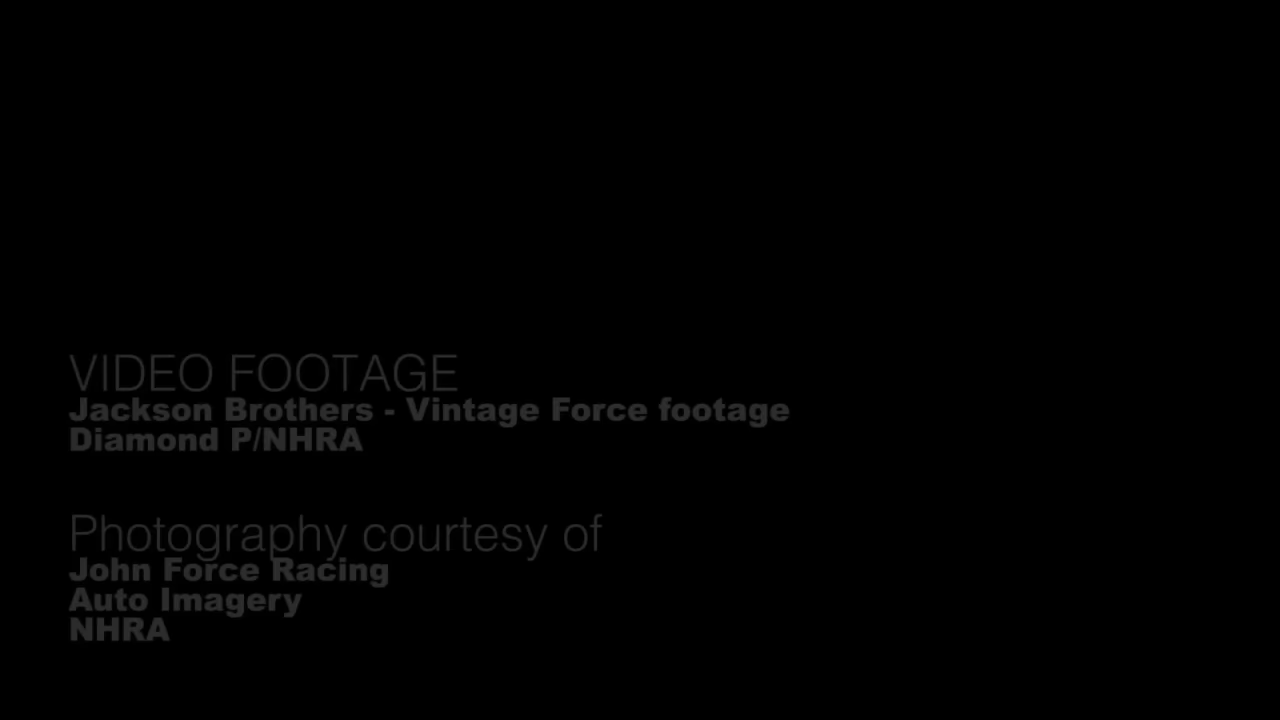 VIDEO FOOTAGE
Jackson Brothers - Vintage Force footage
Diamond P/NHRA
Photography courtesy of
John Force Racing
Auto Imagery
NHRA